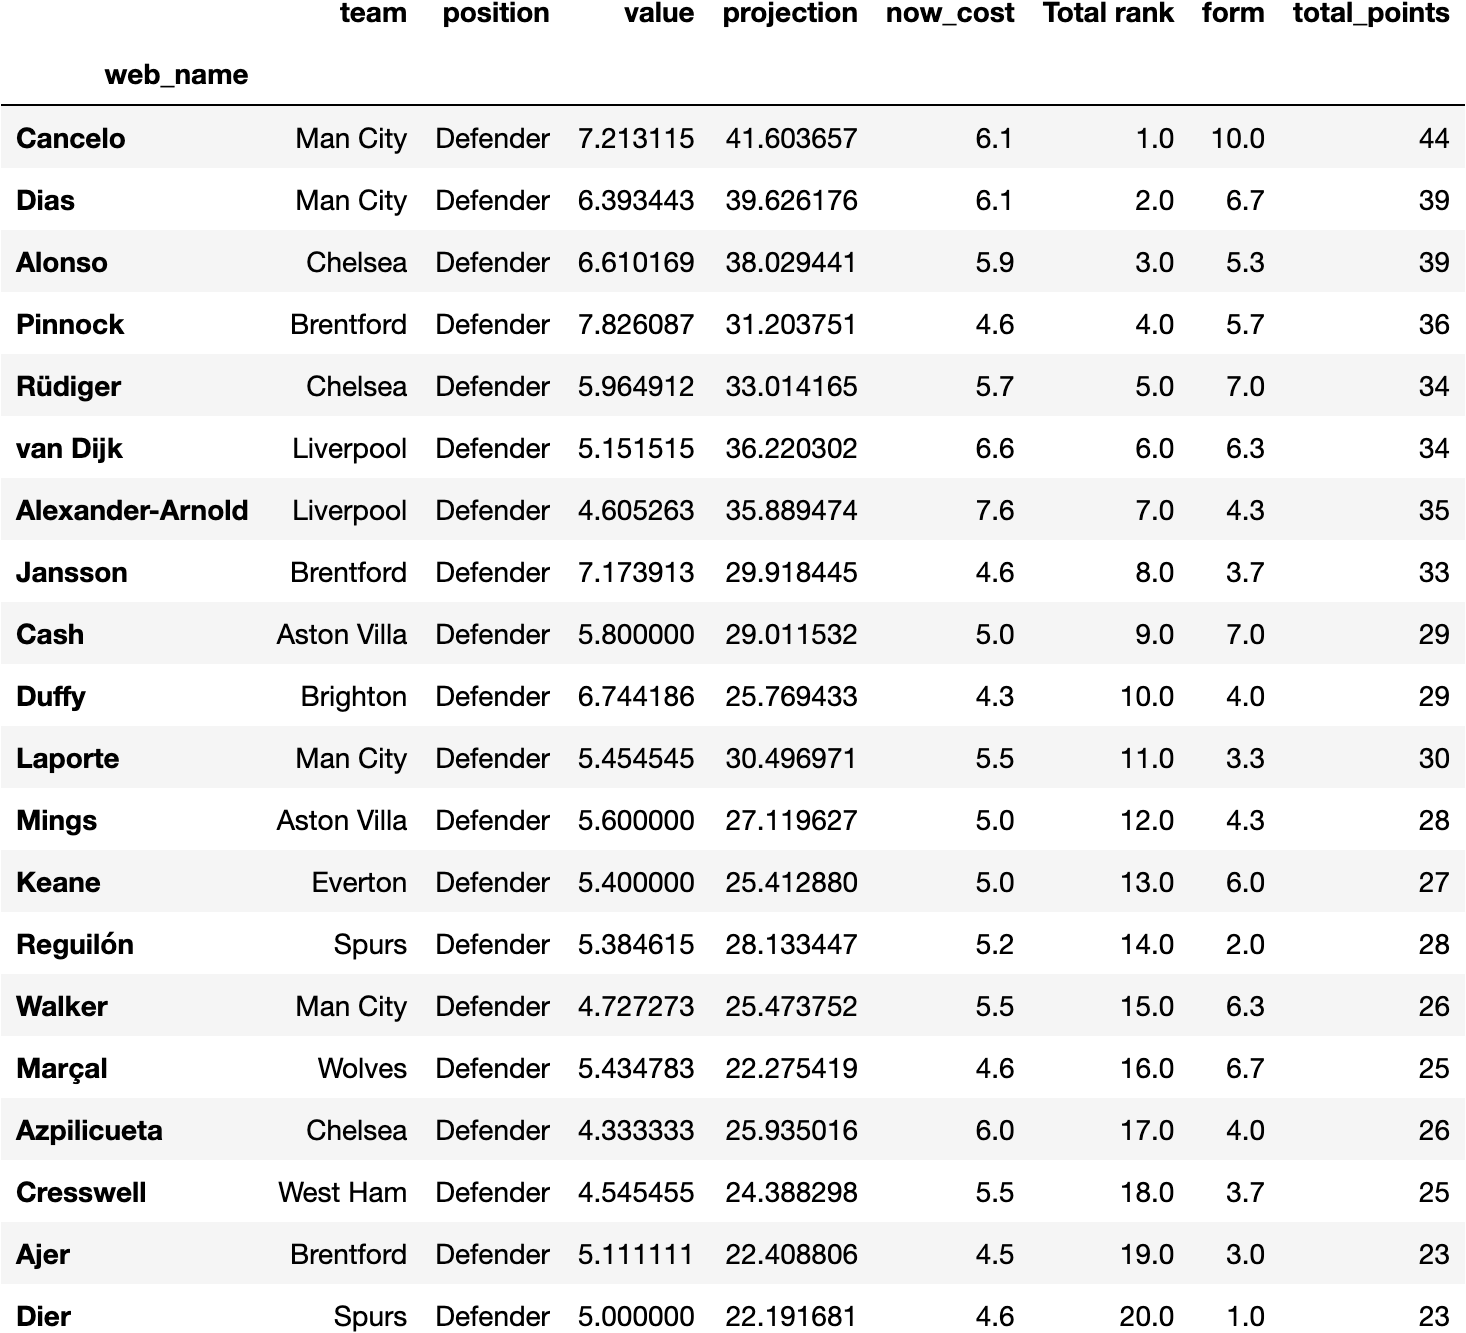 team position value projection now_cost Total rank form total_points
web_name
Cancelo Man City Defender 7.213115 41.603657 6.1 1.0 10.0 44
Dias Man City Defender 6.393443 39.626176 6.1 2.0 6.7 39
Alonso Chelsea Defender 6.610169 38.029441 5.9 3.0 5.3 39
Pinnock Brentford Defender 7.826087 31.203751 4.6 4.0 5.7 36
Rüdiger Chelsea Defender 5.964912 33.014165 5.7 5.0 7.0 34
van Dijk Liverpool Defender 5.151515 36.220302 6.6 6.0 6.3 34
Alexander-Arnold Liverpool Defender 4.605263 35.889474 7.6 7.0 4.3 35
Jansson Brentford Defender 7.173913 29.918445 4.6 8.0 3.7 33
Cash Aston Villa Defender 5.800000 29.011532 5.0 9.0 7.0 29
Duffy Brighton Defender 6.744186 25.769433 4.3 10.0 4.0 29
Laporte Man City Defender 5.454545 30.496971 5.5 11.0 3.3 30
Mings Aston Villa Defender 5.600000 27.119627 5.0 12.0 4.3 28
Keane Everton Defender 5.400000 25.412880 5.0 13.0 6.0 27
Reguilón Spurs Defender 5.384615 28.133447 5.2 14.0 2.0 28
Walker Man City Defender 4.727273 25.473752 5.5 15.0 6.3 26
Marçal Wolves Defender 5.434783 22.275419 4.6 16.0 6.7 25
Azpilicueta Chelsea Defender 4.333333 25.935016 6.0 17.0 4.0 26
Cresswell West Ham Defender 4.545455 24.388298 5.5 18.0 3.7 25
Ajer Brentford Defender 5.111111 22.408806 4.5 19.0 3.0 23
Dier Spurs Defender 5.000000 22.191681 4.6 20.0 1.0 23